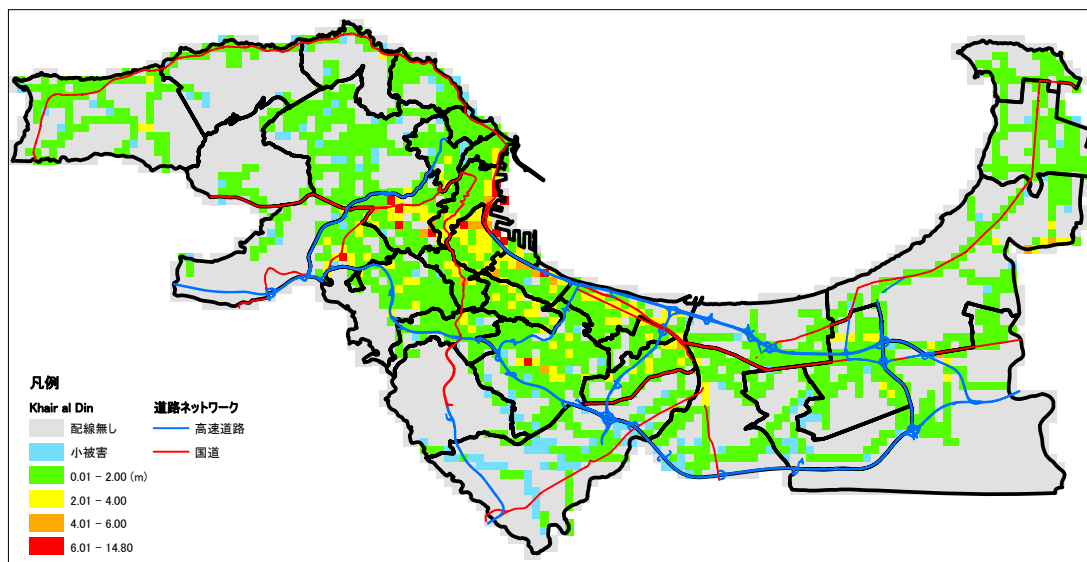 凡例
Khair al Din
配線無し
小被害
0.01 - 2.00 (m)
2.01 - 4.00
4.01 - 6.00
6.01 - 14.80
道路ネットワーク
高速道路
国道